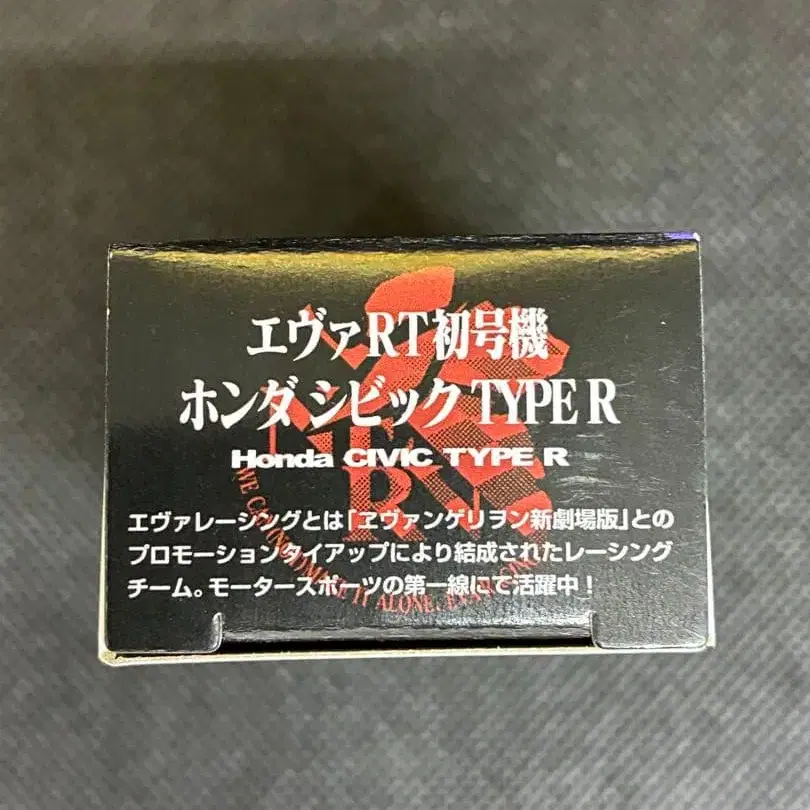 エヴァRT初号機
ホンダ シビック TYPE R
Honda CIVIC TYPE R
エヴァレーシングとは「ヱヴァンゲリヲン新劇場版」との
プロモーションタイアップにより結成されたレーシング
チーム。モータースポーツの第一線にて活躍中!